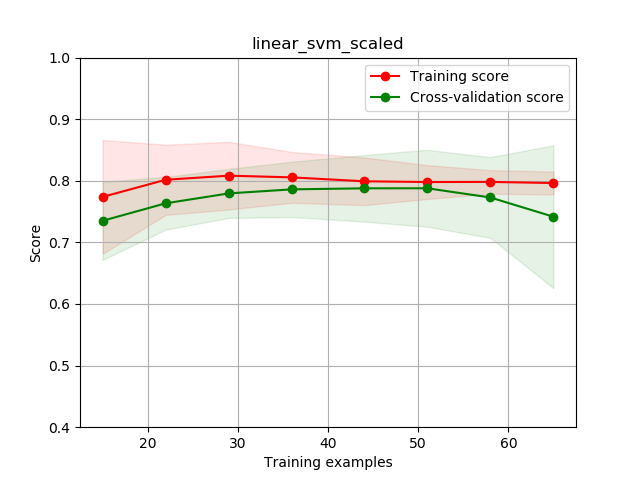 linear_svm_scaled
1.0
0.9
0.8
0.7
0.6
0.5
0.4
Score
Training score
Cross-validation score
20 30 40 50 60
Training examples